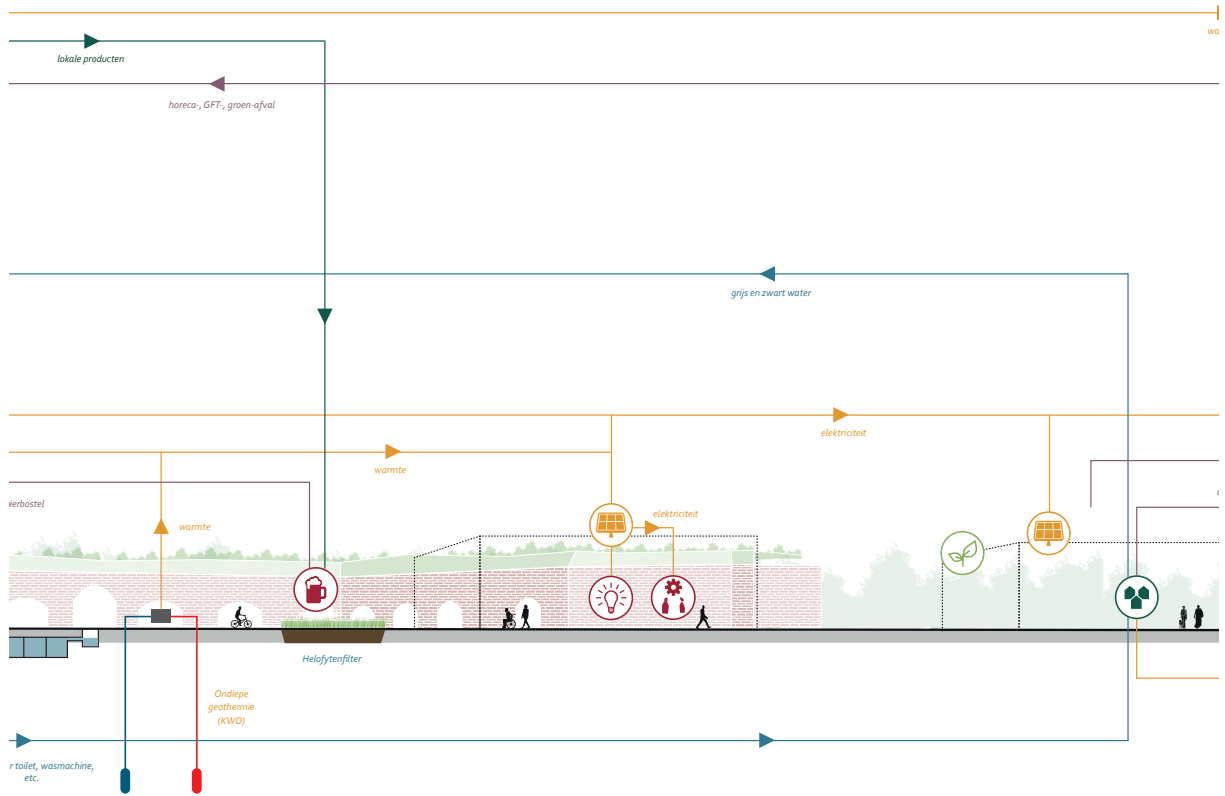 lokale producten
horeca-, GFT-, groen-afval
grijs en zwart water
elektriciteit
warmte
elektriciteit
warmte
Helofytenfilter
Ondiepe
geothermie
(KWO)
toilet, wasmachine,
etc.